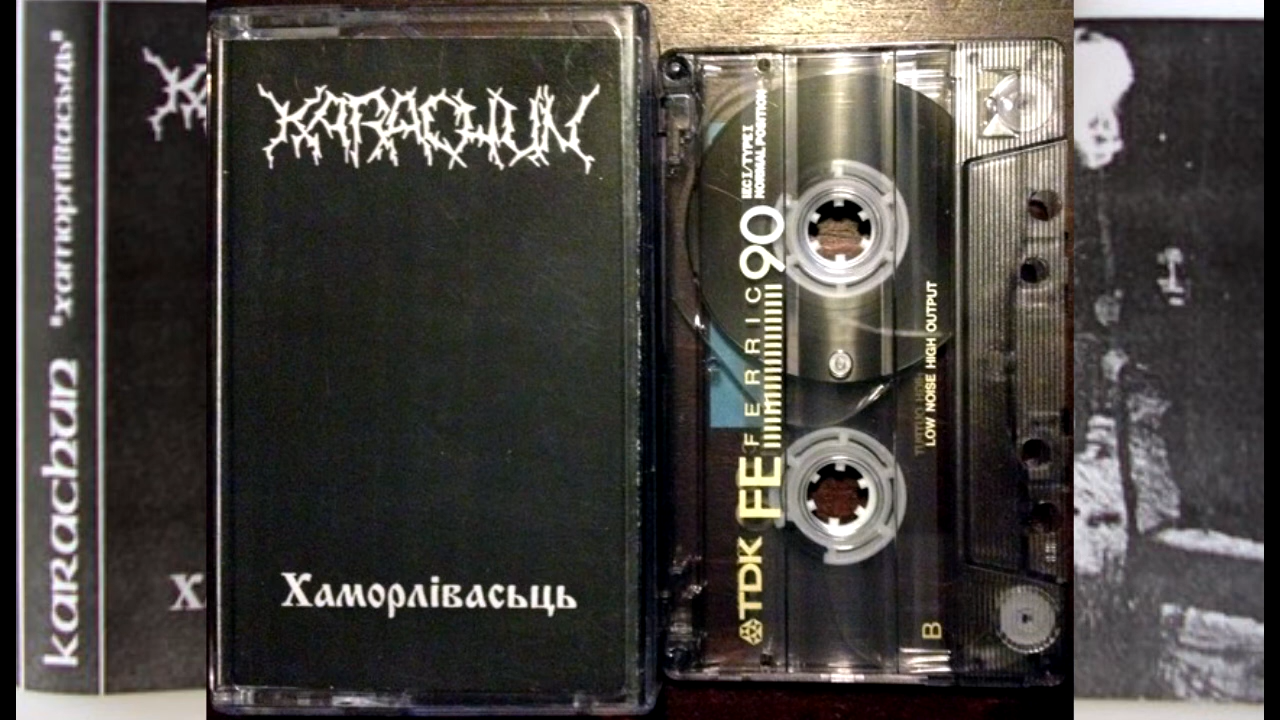 karachun "хаморлівасьць"
KARACHUN
Хаморлівасьць
Х
TDK FE FERRIC 90 IEC I/TYPE I
NORMAL POSITION
LOW NOISE HIGH OUTPUT
B